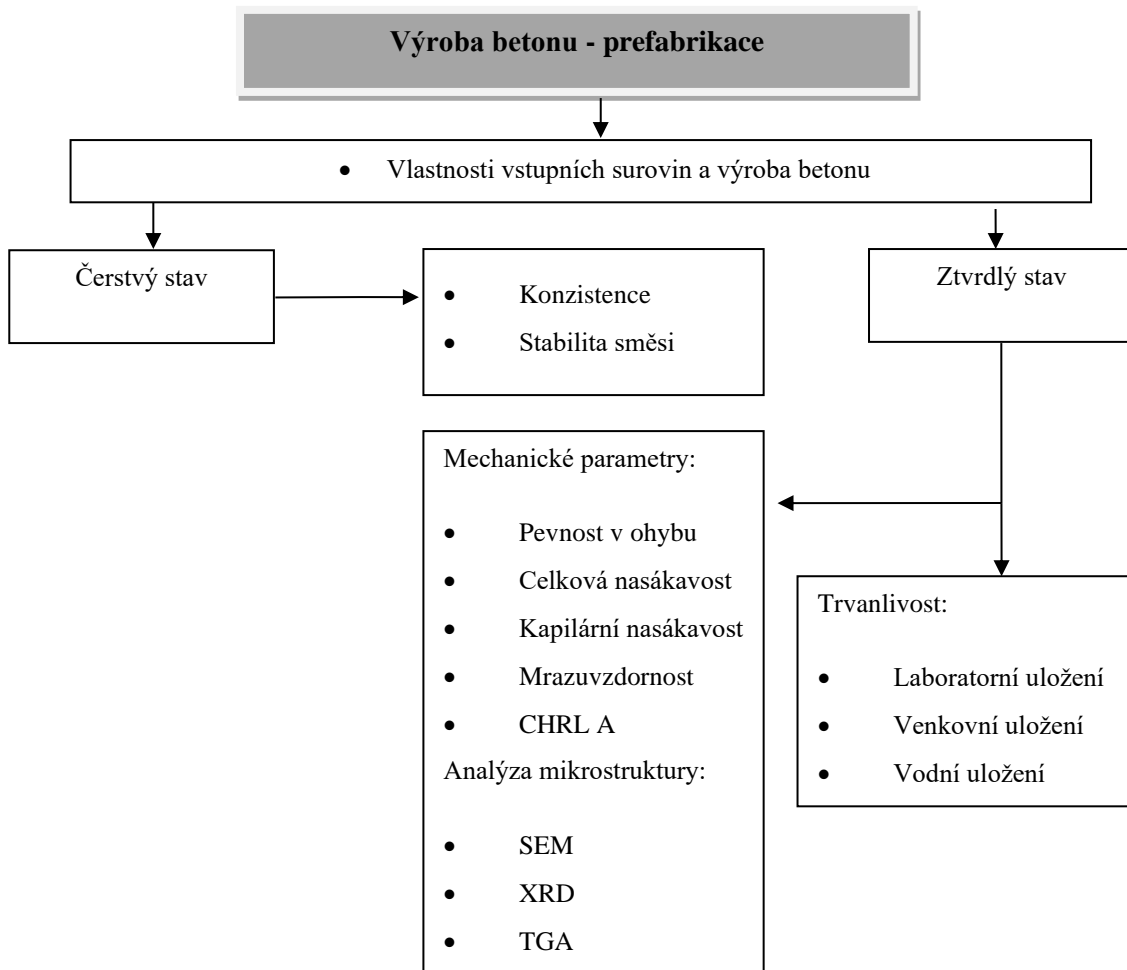 Výroba betonu - prefabrikace
• Vlastnosti vstupních surovin a výroba betonu
Čerstvý stav
• Konzistence
• Stabilita směsi
Ztvrdlý stav
Mechanické parametry:
• Pevnost v ohybu
• Celková nasákavost
• Kapilární nasákavost
• Mrazuvzdornost
• CHRL A
Analýza mikrostruktury:
• SEM
• XRD
• TGA
Trvanlivost:
• Laboratorní uložení
• Venkovní uložení
• Vodní uložení